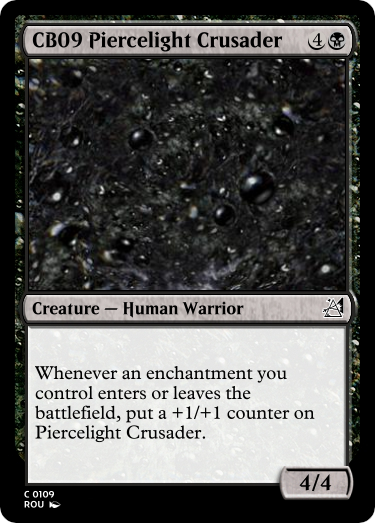 CB09 Piercelight Crusader 4
Creature — Human Warrior
Whenever an enchantment you
control enters or leaves the
battlefield, put a +1/+1 counter on
Piercelight Crusader.
4/4
C 0109
ROU